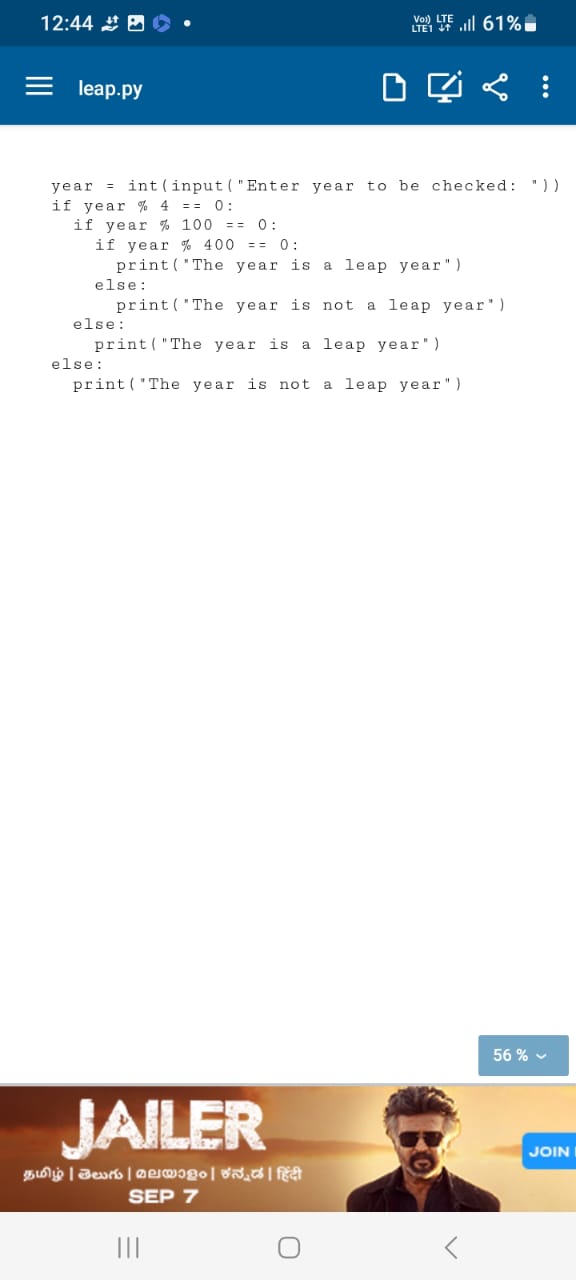 12:44
Vo)) LTE
LTE1
61%
leap.py
year = int(input("Enter year to be checked: "))
if year % 4 == 0:
  if year % 100 == 0:
    if year % 400 == 0:
      print("The year is a leap year")
    else:
      print("The year is not a leap year")
  else:
    print("The year is a leap year")
else:
  print("The year is not a leap year")
56 %
JAILER
தமிழ் | తెలుగు | മലയാളം | ಕನ್ನಡ | हिंदी
SEP 7
JOIN